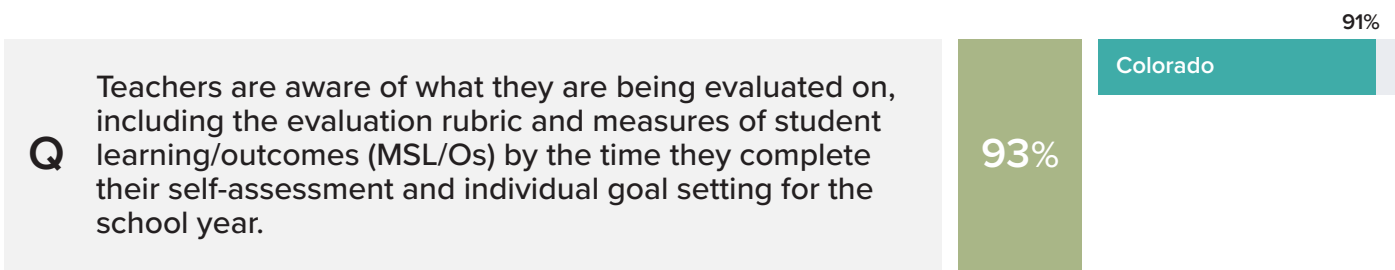 91%
Colorado
Q
Teachers are aware of what they are being evaluated on,
including the evaluation rubric and measures of student
learning/outcomes (MSL/Os) by the time they complete
their self-assessment and individual goal setting for the
school year.
93%